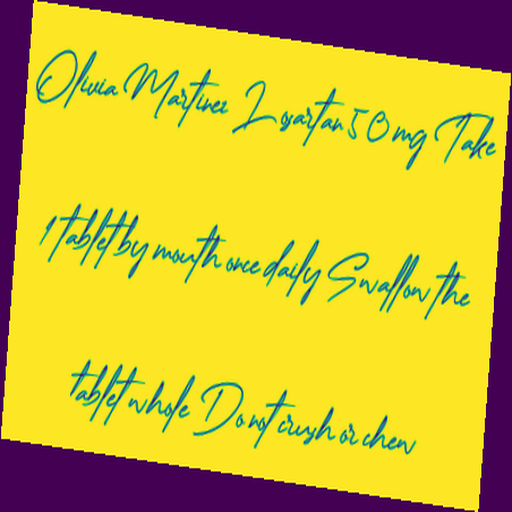 Olivia Martinez Losartan 50 mg Take
1 tablet by mouth once daily Swallow the
tablet whole Do not crush or chew